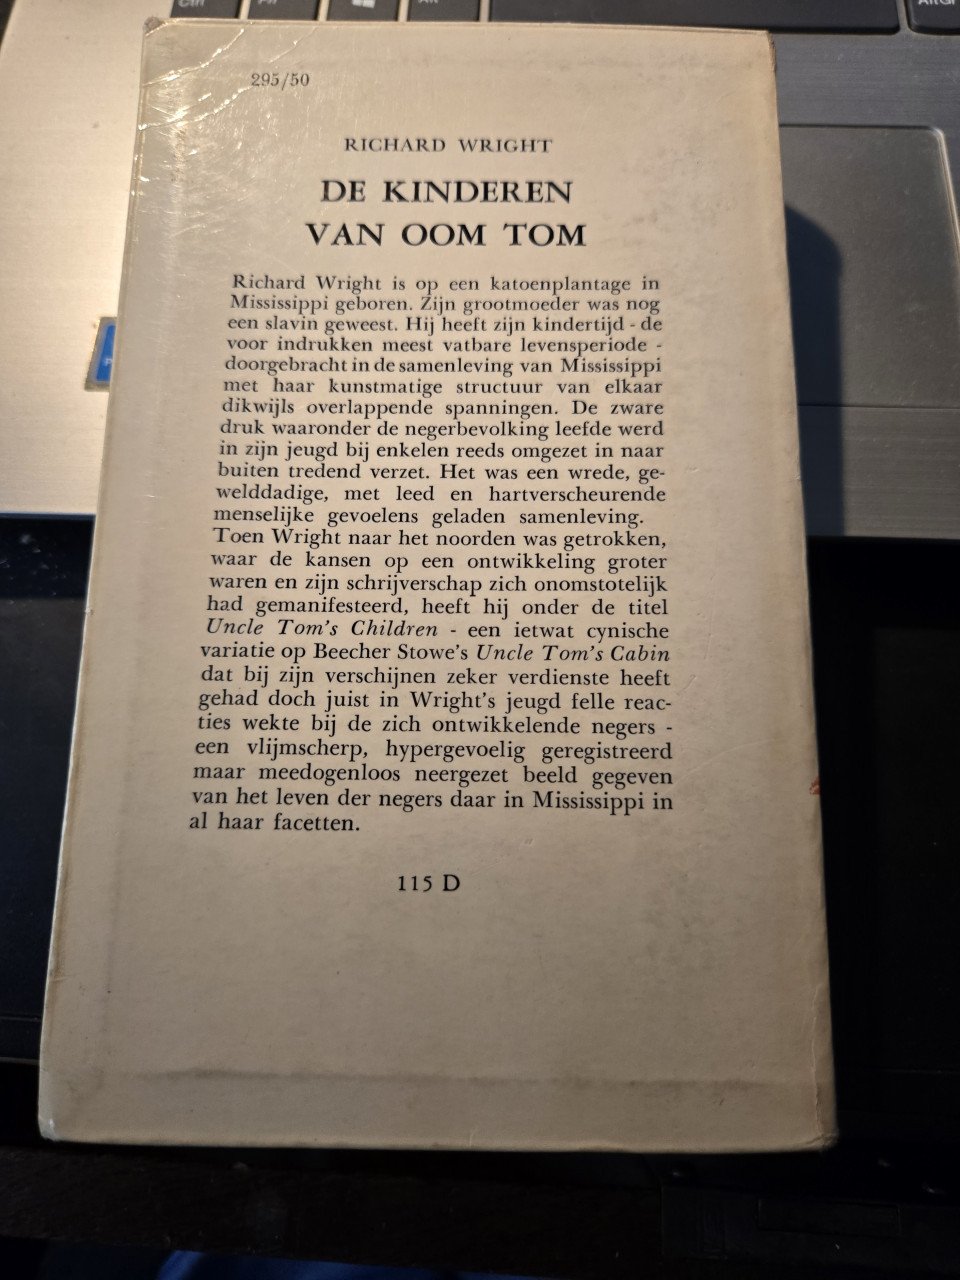 Ctrl
Fn
Alt
AltGr
295/50
RICHARD WRIGHT
DE KINDEREN
VAN OOM TOM
Richard Wright is op een katoenplantage in
Mississippi geboren. Zijn grootmoeder was nog
een slavin geweest. Hij heeft zijn kindertijd - de
voor indrukken meest vatbare levensperiode -
doorgebracht in de samenleving van Mississippi
met haar kunstmatige structuur van elkaar
dikwijls overlappende spanningen. De zware
druk waaronder de negerbevolking leefde werd
in zijn jeugd bij enkelen reeds omgezet in naar
buiten tredend verzet. Het was een wrede, ge-
welddadige, met leed en hartverscheurende
menselijke gevoelens geladen samenleving.
Toen Wright naar het noorden was getrokken,
waar de kansen op een ontwikkeling groter
waren en zijn schrijverschap zich onomstotelijk
had gemanifesteerd, heeft hij onder de titel
Uncle Tom's Children - een ietwat cynische
variatie op Beecher Stowe's Uncle Tom's Cabin
dat bij zijn verschijnen zeker verdienste heeft
gehad doch juist in Wright's jeugd felle reac-
ties wekte bij de zich ontwikkelende negers -
een vlijmscherp, hypergevoelig geregistreerd
maar meedogenloos neergezet beeld gegeven
van het leven der negers daar in Mississippi in
al haar facetten.
115 D